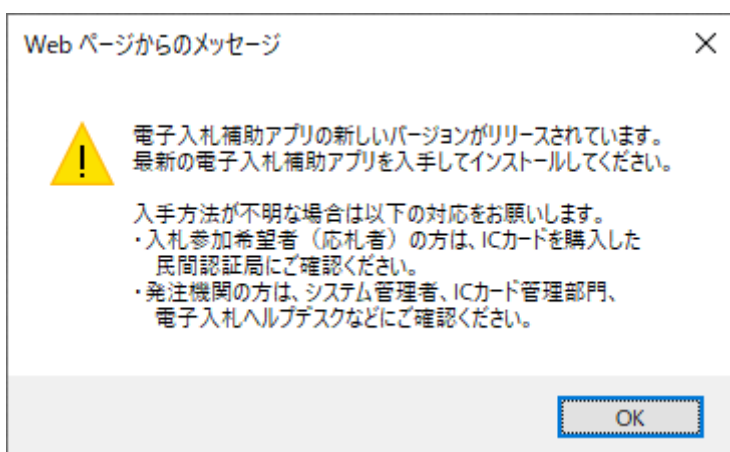 Web ページからのメッセージ
電子入札補助アプリの新しいバージョンがリリースされています。
最新の電子入札補助アプリを入手してインストールしてください。
入手方法が不明な場合は以下の対応をお願いします。
・入札参加希望者（応札者）の方は、ICカードを購入した
民間認証局にご確認ください。
・発注機関の方は、システム管理者、ICカード管理部門、
電子入札ヘルプデスクなどにご確認ください。
OK